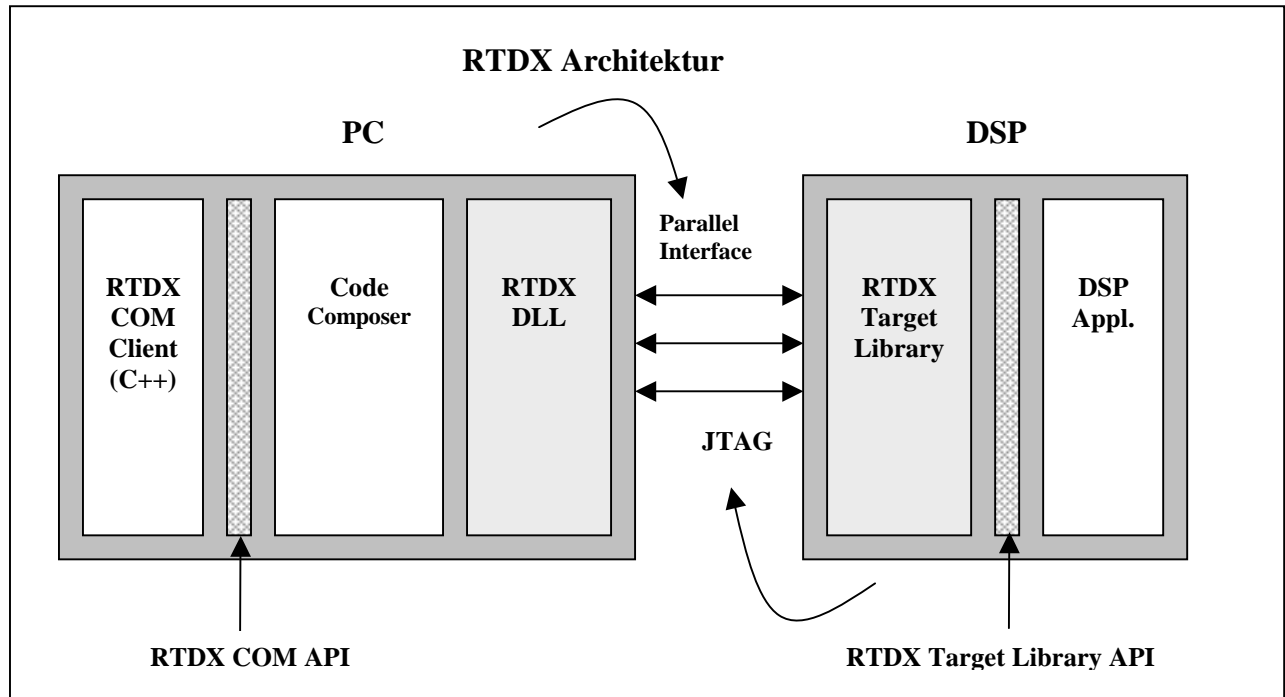 RTDX Architektur
PC
DSP
Parallel
Interface
RTDX
COM
Client
(C++)
Code
Composer
RTDX
DLL
RTDX
Target
Library
DSP
Appl.
JTAG
RTDX COM API
RTDX Target Library API